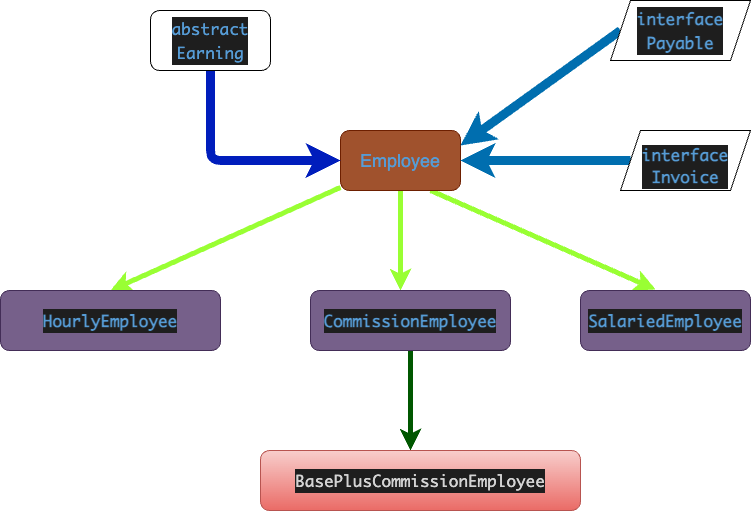 abstract
Earning
interface
Payable
Employee
interface
Invoice
HourlyEmployee
CommissionEmployee
SalariedEmployee
BasePlusCommissionEmployee